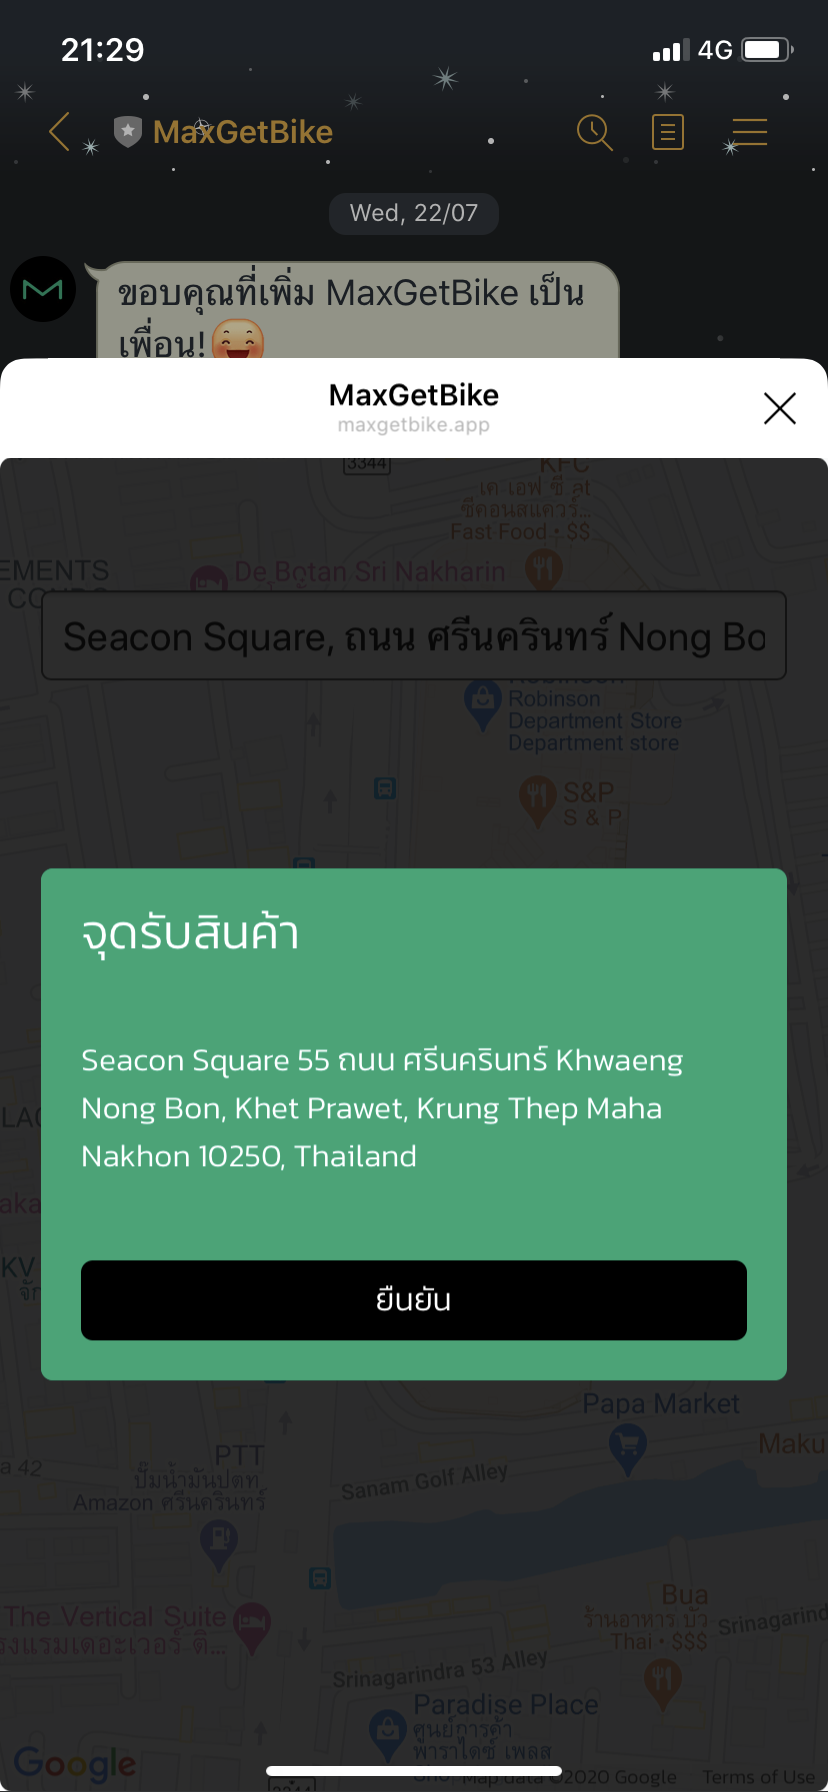 21:29
4G
MaxGetBike
Wed, 22/07
ขอบคุณที่เพิ่ม MaxGetBike เป็น
เพื่อน!
MaxGetBike
maxgetbike.app
3344
KFC
เค เอฟ ซี at
ซีคอนสแควร์...
Fast Food • $$
EMENTS
De Botan Sri Nakharin
Seacon Square, ถนน ศรีนครินทร์ Nong Bo
Robinson
Department Store
Department store
S&P
S & P
จุดรับสินค้า
Seacon Square 55 ถนน ศรีนครินทร์ Khwaeng
Nong Bon, Khet Prawet, Krung Thep Maha
Nakhon 10250, Thailand
ยืนยัน
KV
Papa Market
Maku
a 42
PTT
ปั๊มน้ำมันปตท.
Amazon ศรีนครินทร์
Sanam Golf Alley
The Vertical Suite
รงแรมเดอะเวอร์ ติ...
Bua
ร้านอาหาร บัว
Thai • $$$
Srinagarind
Srinagarindra 53 Alley
Paradise Place
ศูนย์การค้า
พาราไดซ์ เพลส
Google
Map data ©2020 Google
Terms of Use